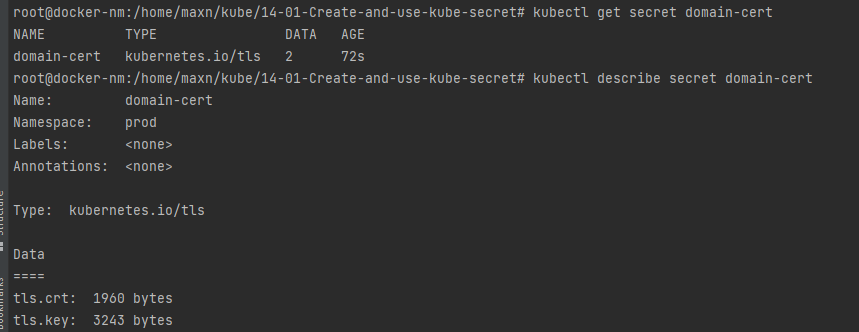 root@docker-nm:/home/maxn/kube/14-01-Create-and-use-kube-secret# kubectl get secret domain-cert
NAME          TYPE                DATA   AGE
domain-cert   kubernetes.io/tls   2      72s
root@docker-nm:/home/maxn/kube/14-01-Create-and-use-kube-secret# kubectl describe secret domain-cert
Name:         domain-cert
Namespace:    prod
Labels:       <none>
Annotations:  <none>
Type:  kubernetes.io/tls
Data
====
tls.crt:  1960 bytes
tls.key:  3243 bytes